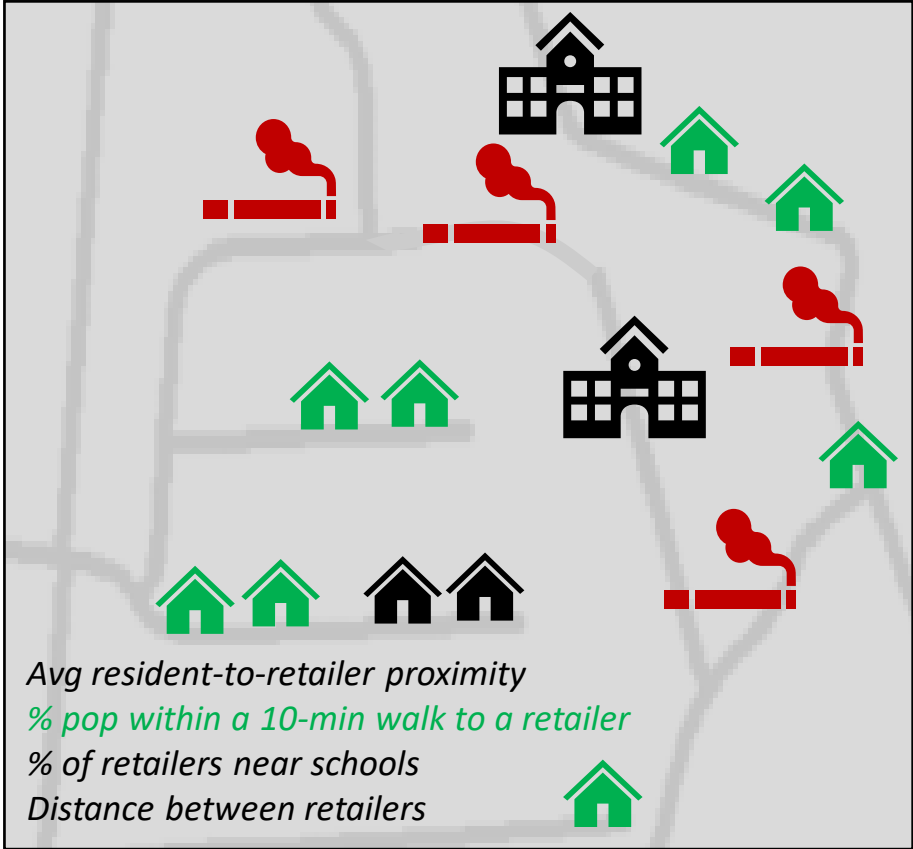 Avg resident-to-retailer proximity
% pop within a 10-min walk to a retailer
% of retailers near schools
Distance between retailers